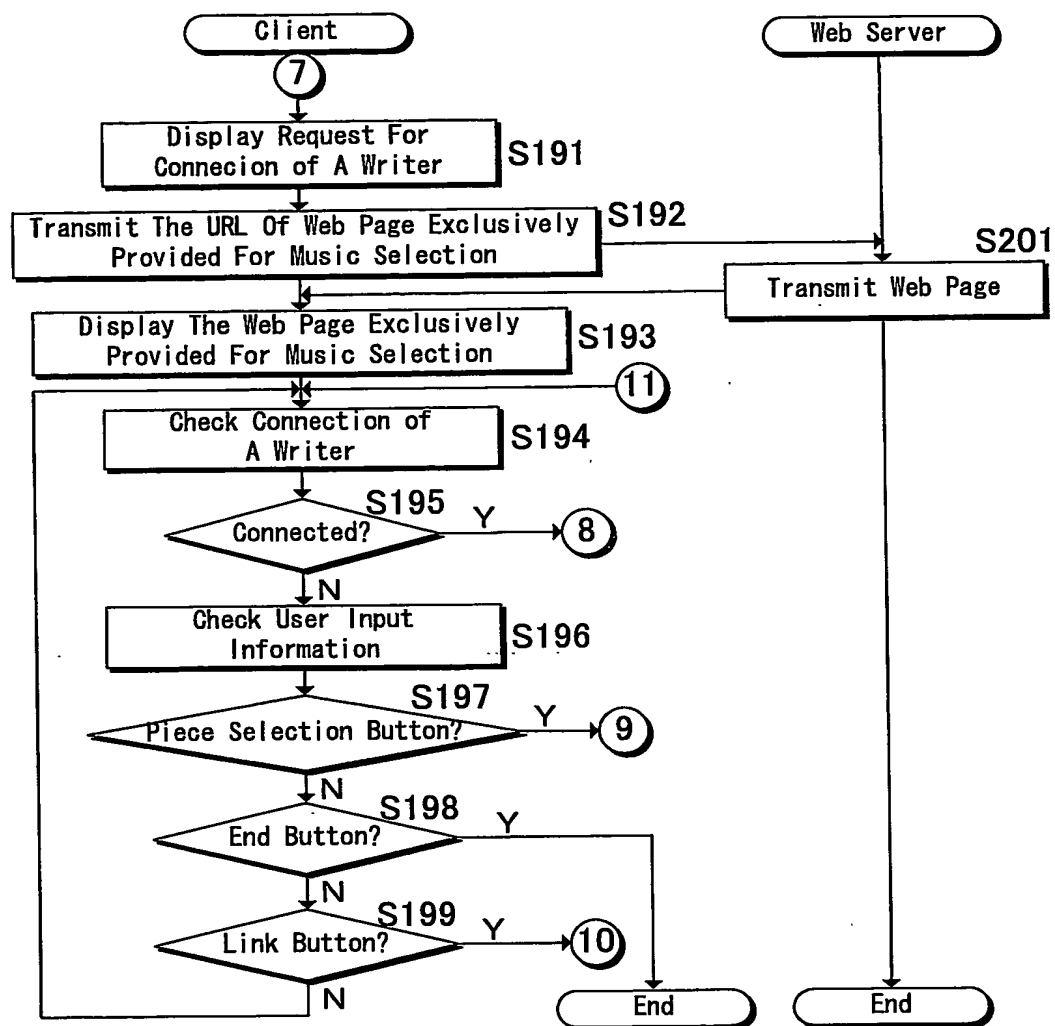 Client
Web Server
7
Display Request For
Connecion of A Writer
S191
Transmit The URL Of Web Page Exclusively
Provided For Music Selection
S192
S201
Transmit Web Page
Display The Web Page Exclusively
Provided For Music Selection
S193
11
Check Connection of
A Writer
S194
S195
Connected?
Y
8
N
Check User Input
Information
S196
S197
Piece Selection Button?
Y
9
N
S198
End Button?
Y
N
S199
Link Button?
Y
10
N
End
End